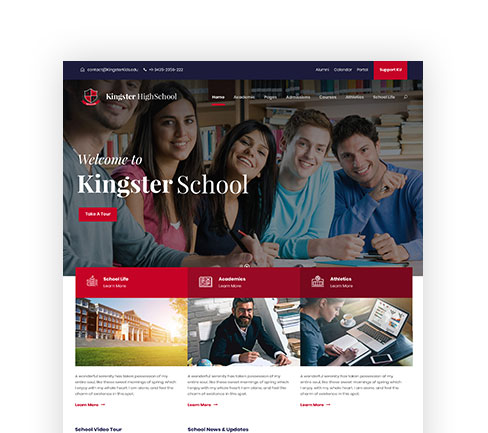 contact@KingsterKids.edu +1-3435-2356-222 Alumni Calendar Portal Support KU
Kingster HighSchool Home Academic Pages Admissions Courses Athletics School Life
Welcome to
Kingster School
Take A Tour
School Life Academics Athletics
Learn More Learn More Learn More
A wonderful serenity has taken possession of my A wonderful serenity has taken possession of my A wonderful serenity has taken possession of my
entire soul, like these sweet mornings of spring which entire soul, like these sweet mornings of spring which entire soul, like these sweet mornings of spring which
I enjoy with my whole heart. I am alone, and feel the I enjoy with my whole heart. I am alone, and feel the I enjoy with my whole heart. I am alone, and feel the
charm of existence in this spot. charm of existence in this spot. charm of existence in this spot.
Learn More Learn More Learn More
School Video Tour School News & Updates